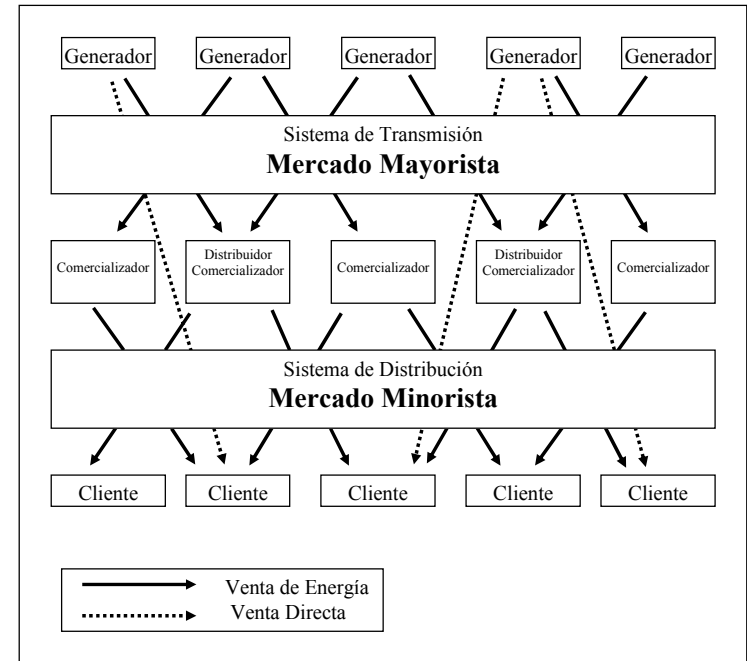 Generador Generador Generador Generador Generador
Sistema de Transmisión
Mercado Mayorista
Comercializador
Distribuidor
Comercializador
Comercializador
Distribuidor
Comercializador
Comercializador
Sistema de Distribución
Mercado Minorista
Cliente Cliente Cliente Cliente Cliente
Venta de Energía
Venta Directa